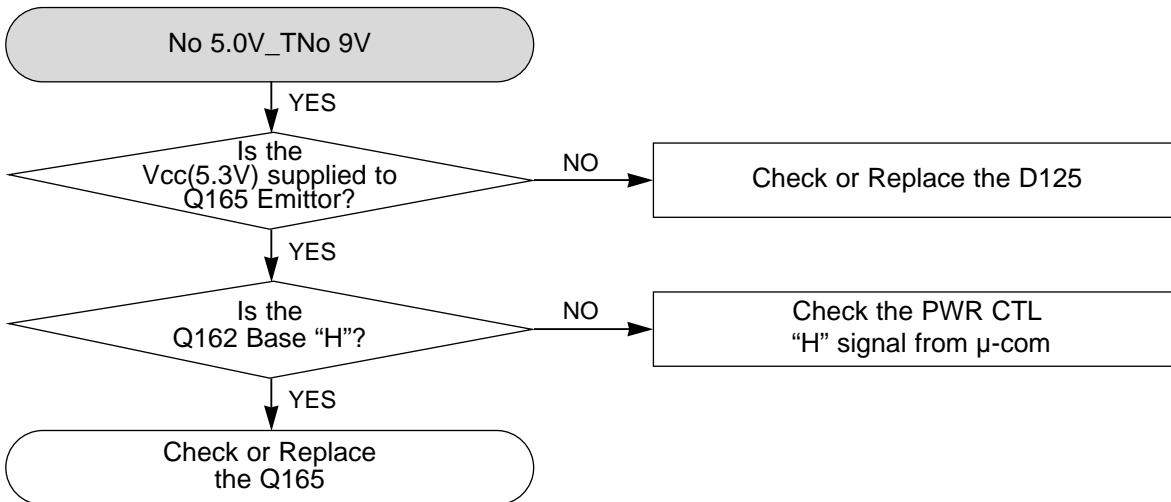 No 5.0V_TNo 9V
YES
Is the
Vcc(5.3V) supplied to
Q165 Emittor?
NO
Check or Replace the D125
YES
Is the
Q162 Base “H”?
NO
Check the PWR CTL
“H” signal from µ-com
YES
Check or Replace
the Q165